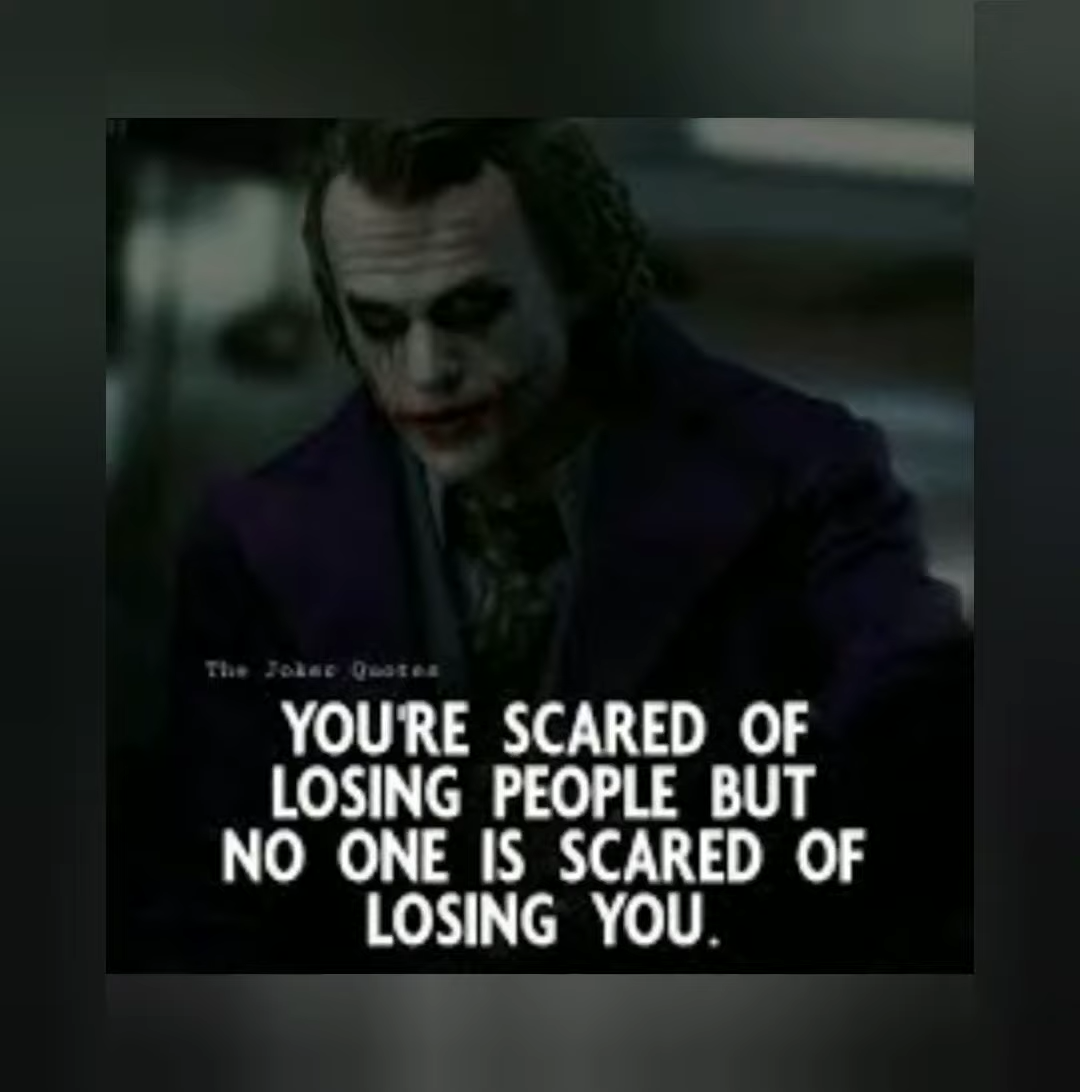 The Joker Quotes
YOU'RE SCARED OF
LOSING PEOPLE BUT
NO ONE IS SCARED OF
LOSING YOU.